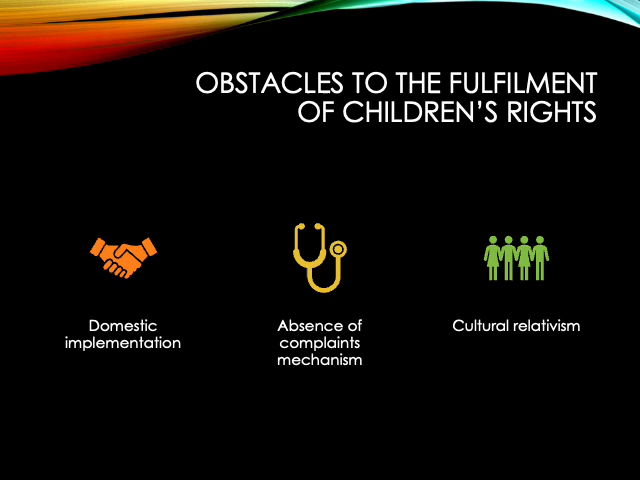 OBSTACLES TO THE FULFILMENT
OF CHILDREN’S RIGHTS
Domestic
implementation
Absence of
complaints
mechanism
Cultural relativism